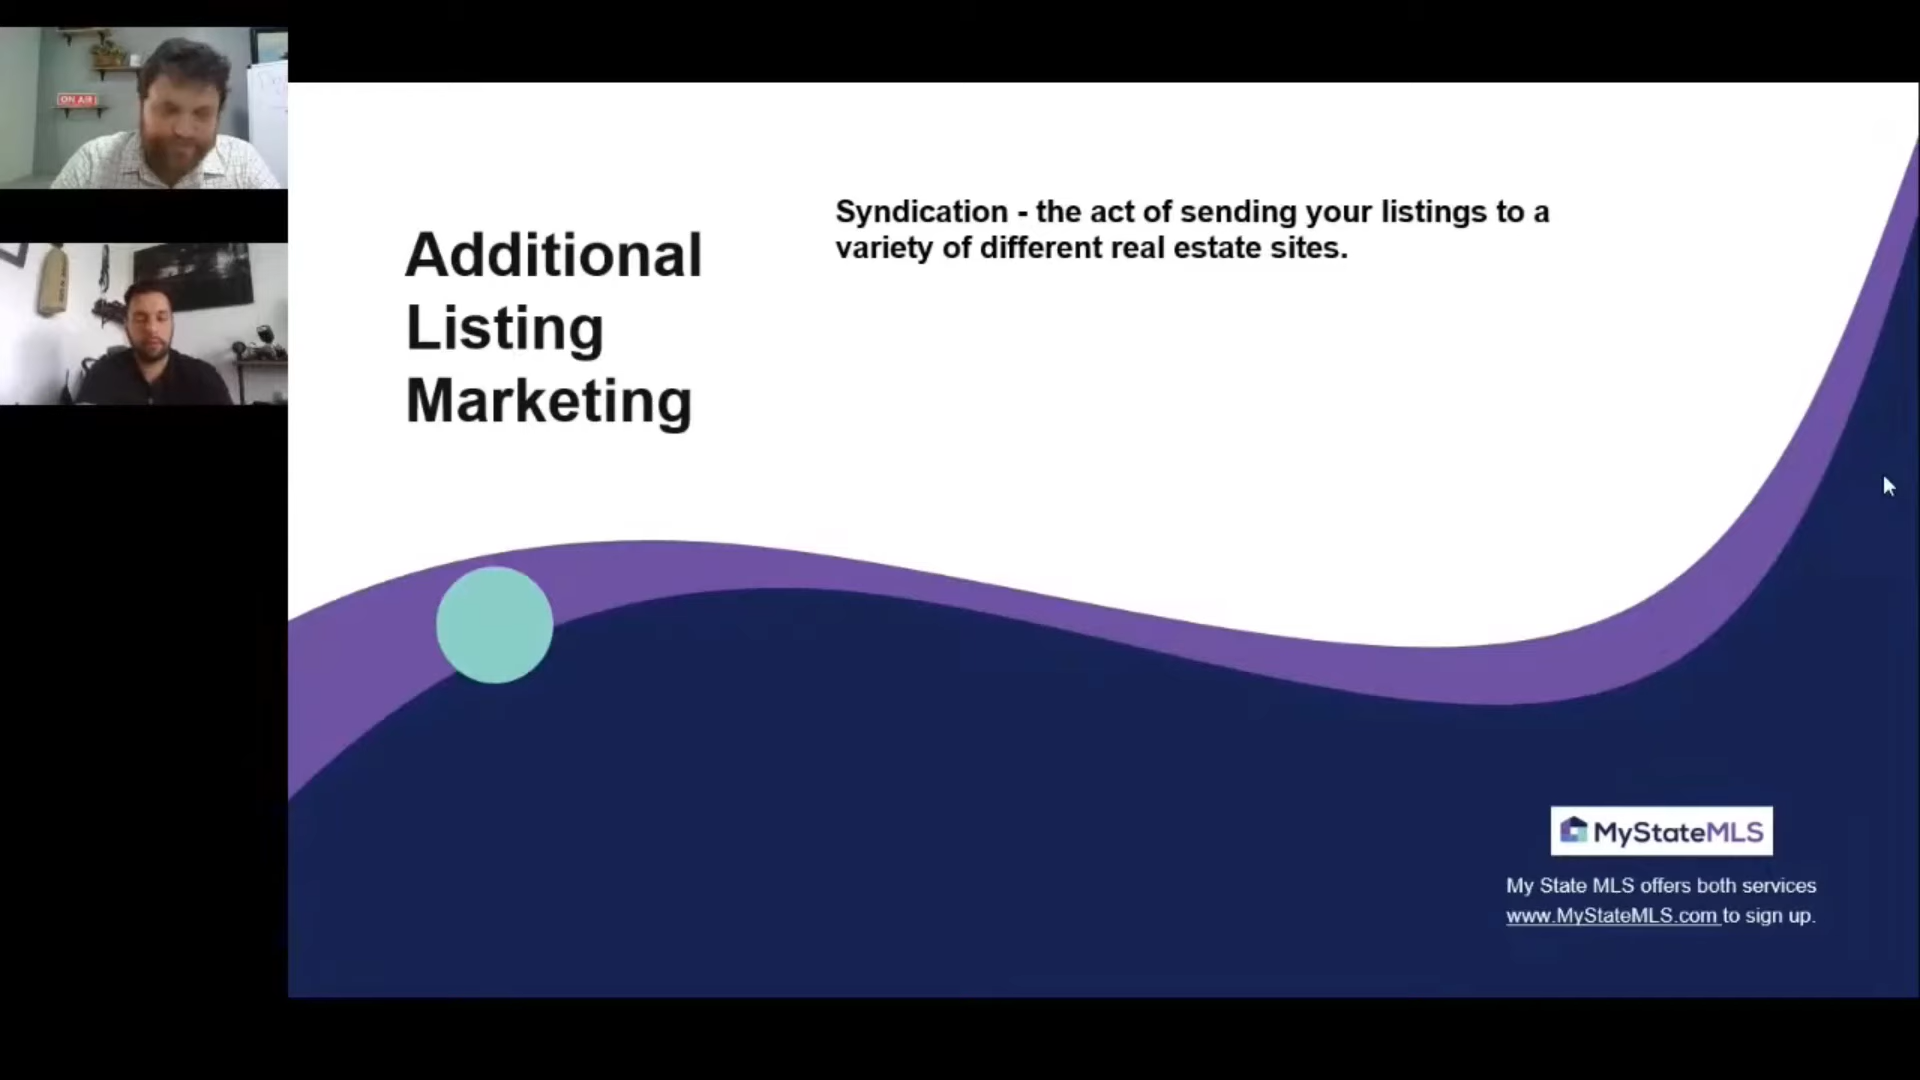 ON AIR
Additional
Listing
Marketing
Syndication - the act of sending your listings to a
variety of different real estate sites.
MyStateMLS
My State MLS offers both services
www.MyStateMLS.com to sign up.